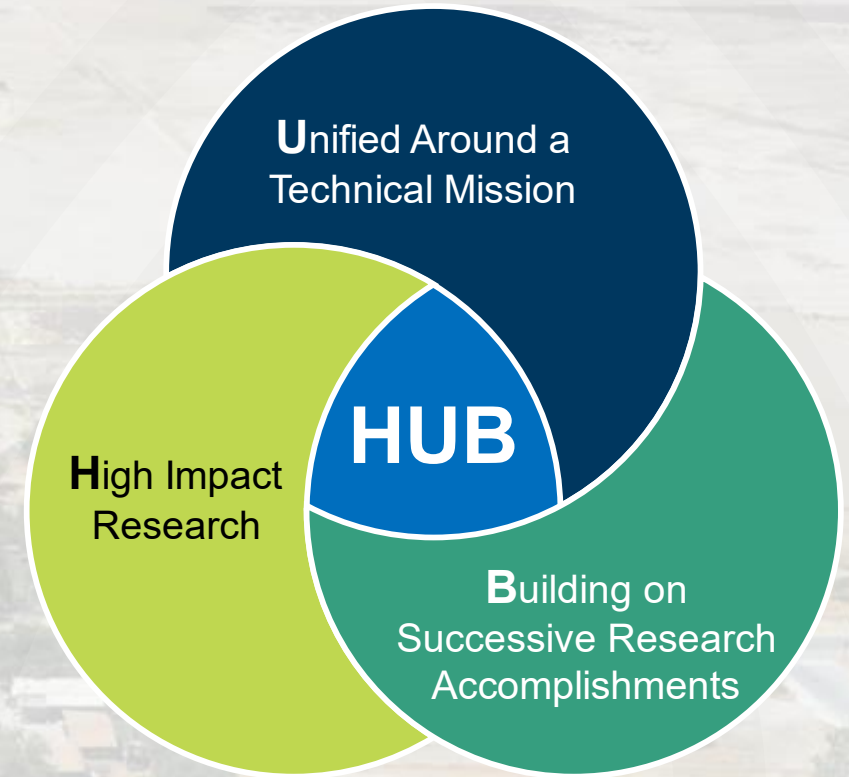 Unified Around a
Technical Mission
HUB
High Impact
Research
Building on
Successive Research
Accomplishments